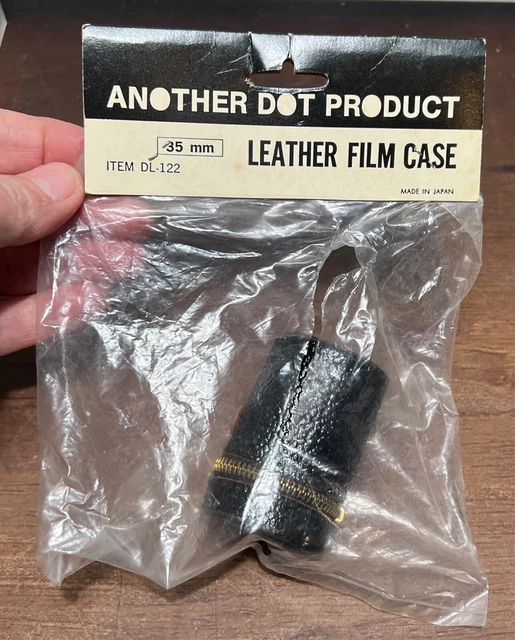 ANOTHER DOT PRODUCT
35 mm
LEATHER FILM CASE
ITEM DL-122
MADE IN JAPAN